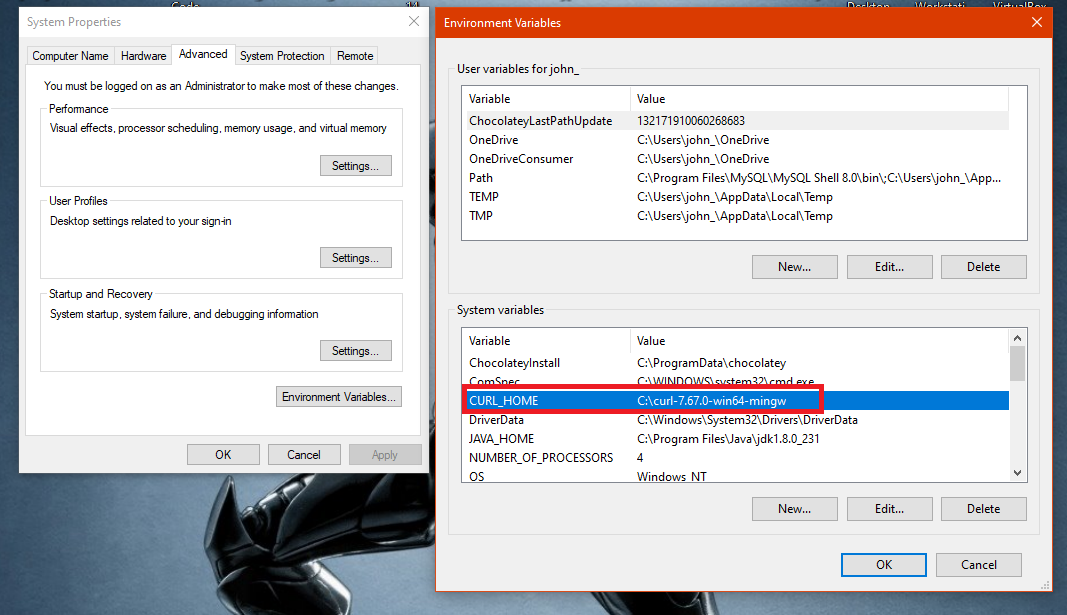 Code
14
Desktop
Workstati
VirtualBox
System Properties
Computer Name
Hardware
Advanced
System Protection
Remote
You must be logged on as an Administrator to make most of these changes.
Performance
Visual effects, processor scheduling, memory usage, and virtual memory
Settings...
User Profiles
Desktop settings related to your sign-in
Settings...
Startup and Recovery
System startup, system failure, and debugging information
Settings...
Environment Variables...
OK
Cancel
Apply
Environment Variables
User variables for john_
Variable Value
ChocolateyLastPathUpdate 132171910060268683
OneDrive C:\Users\john_\OneDrive
OneDriveConsumer C:\Users\john_\OneDrive
Path C:\Program Files\MySQL\MySQL Shell 8.0\bin\;C:\Users\john_\App...
TEMP C:\Users\john_\AppData\Local\Temp
TMP C:\Users\john_\AppData\Local\Temp
New...
Edit...
Delete
System variables
Variable Value
ChocolateyInstall C:\ProgramData\chocolatey
ComSpec C:\WINDOWS\system32\cmd.exe
CURL_HOME C:\curl-7.67.0-win64-mingw
DriverData C:\Windows\System32\Drivers\DriverData
JAVA_HOME C:\Program Files\Java\jdk1.8.0_231
NUMBER_OF_PROCESSORS 4
OS Windows_NT
New...
Edit...
Delete
OK
Cancel